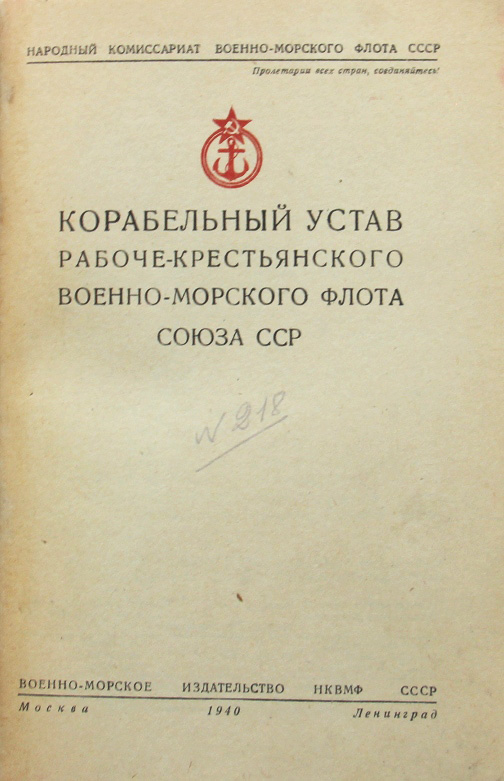 НАРОДНЫЙ КОМИССАРИАТ ВОЕННО-МОРСКОГО ФЛОТА СССР
Пролетарии всех стран, соединяйтесь!
КОРАБЕЛЬНЫЙ УСТАВ
РАБОЧЕ-КРЕСТЬЯНСКОГО
ВОЕННО-МОРСКОГО ФЛОТА
СОЮЗА ССР
N 218
ВОЕННО-МОРСКОЕ ИЗДАТЕЛЬСТВО НКВМФ СССР
Москва 1940 Ленинград